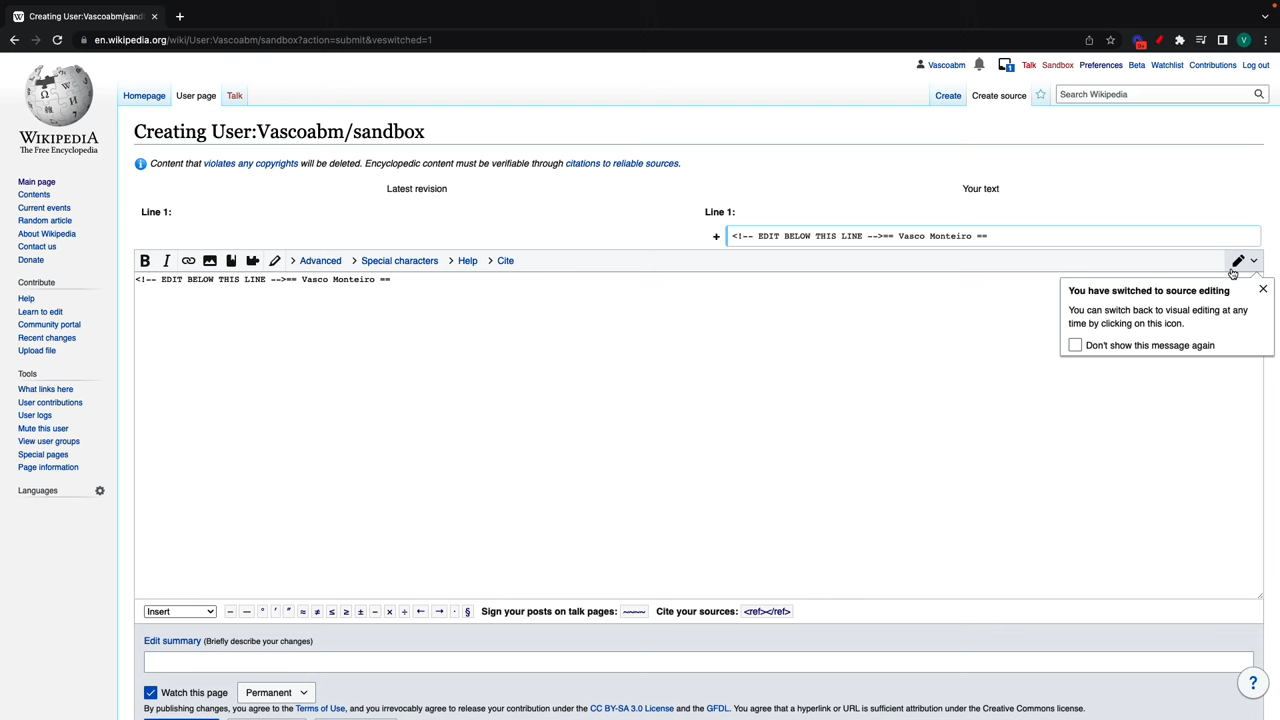 Creating User:Vascoabm/sand
en.wikipedia.org/wiki/User:Vascoabm/sandbox?action=submit&veswitched=1
V
Vascoabm
1
Talk
Sandbox
Preferences
Beta
Watchlist
Contributions
Log out
Homepage
User page
Talk
Create
Create source
Search Wikipedia
WIKIPEDIA
The Free Encyclopedia
Main page
Contents
Current events
Random article
About Wikipedia
Contact us
Donate
Contribute
Help
Learn to edit
Community portal
Recent changes
Upload file
Tools
What links here
User contributions
User logs
Mute this user
View user groups
Special pages
Page information
Languages
Creating User:Vascoabm/sandbox
Content that violates any copyrights will be deleted. Encyclopedic content must be verifiable through citations to reliable sources.
Latest revision
Your text
Line 1:
Line 1:
+ <!-- EDIT BELOW THIS LINE -->== Vasco Monteiro ==
B I Advanced Special characters Help Cite
<!-- EDIT BELOW THIS LINE -->== Vasco Monteiro ==
You have switched to source editing
You can switch back to visual editing at any
time by clicking on this icon.
Don't show this message again
Insert – — ° ′ ″ ≈ ≠ ≤ ≥ ± − × ÷ ← → · § Sign your posts on talk pages: ~~~~ Cite your sources: <ref></ref>
Edit summary (Briefly describe your changes)
Watch this page Permanent
?
By publishing changes, you agree to the Terms of Use, and you irrevocably agree to release your contribution under the CC BY-SA 3.0 License and the GFDL. You agree that a hyperlink or URL is sufficient attribution under the Creative Commons license.